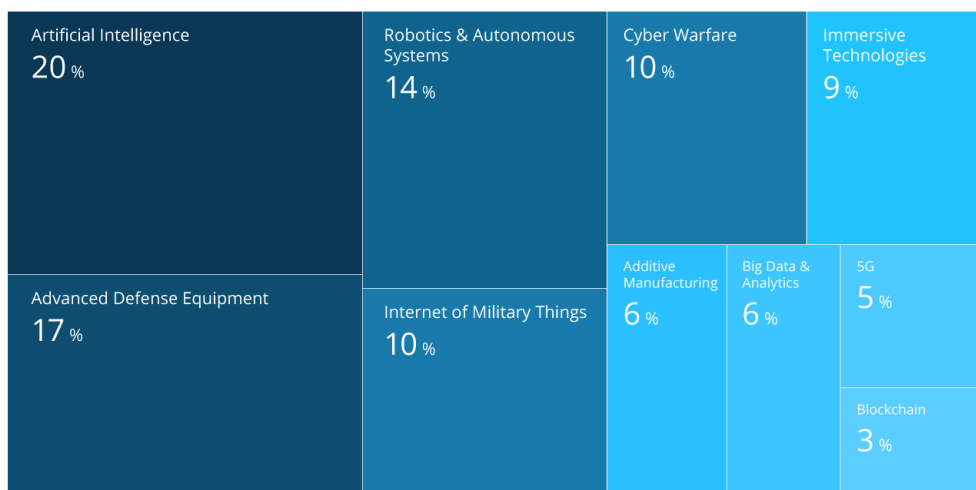 Artificial Intelligence
20 %
Advanced Defense Equipment
17 %
Robotics & Autonomous
Systems
14 %
Internet of Military Things
10 %
Cyber Warfare
10 %
Immersive
Technologies
9 %
Additive
Manufacturing
6 %
Big Data &
Analytics
6 %
5G
5 %
Blockchain
3 %